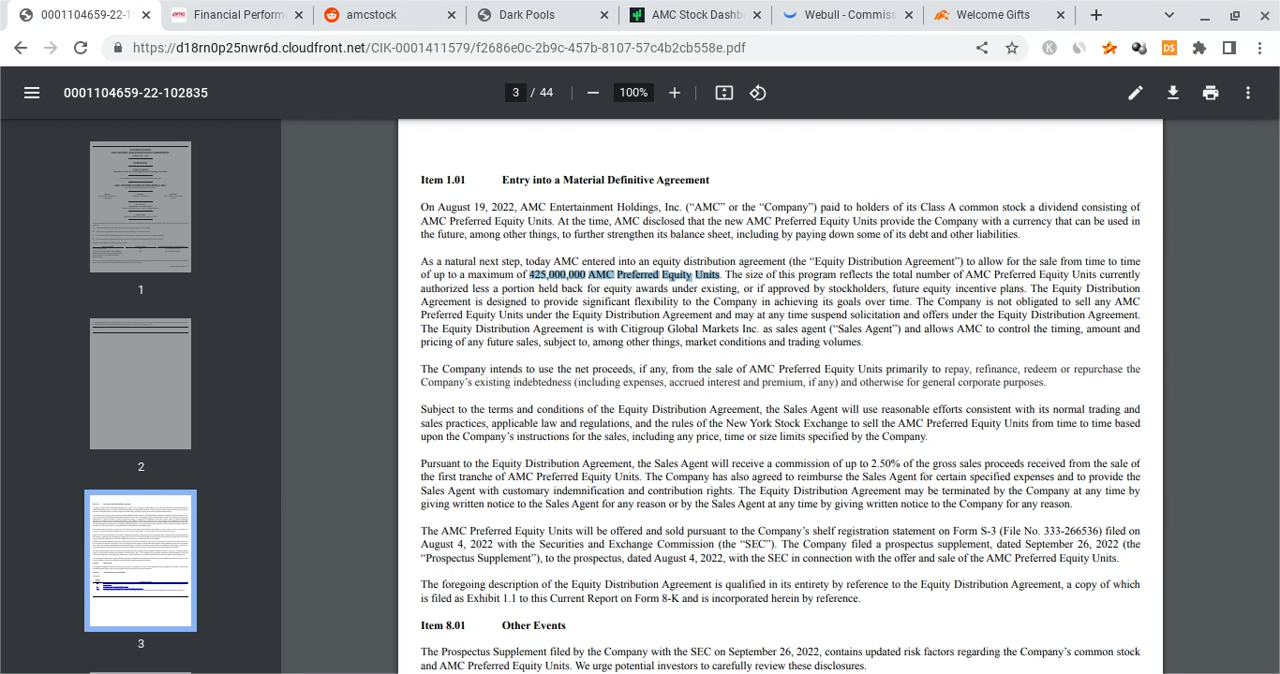 0001104659-22-1
Financial Perform
amcstock
Dark Pools
AMC Stock Dashb
Webull - Commiss
Welcome Gifts
https://d18rnp25nwr6d.cloudfront.net/CIK-0001411579/f2686e0c-2b9c-457b-8107-57c4b2cb558e.pdf
0001104659-22-102835
3 / 44
100%
Item 1.01 Entry into a Material Definitive Agreement
On August 19, 2022, AMC Entertainment Holdings, Inc. (“AMC” or the “Company”) paid to holders of its Class A common stock a dividend consisting of
AMC Preferred Equity Units. At the time, AMC disclosed that the new AMC Preferred Equity Units provide the Company with a currency that can be used in
the future, among other things, to further strengthen its balance sheet, including by paying down some of its debt and other liabilities.
As a natural next step, today AMC entered into an equity distribution agreement (the “Equity Distribution Agreement”) to allow for the sale from time to time
of up to a maximum of 425,000,000 AMC Preferred Equity Units. The size of this program reflects the total number of AMC Preferred Equity Units currently
authorized less a portion held back for equity awards under existing, or if approved by stockholders, future equity incentive plans. The Equity Distribution
Agreement is designed to provide significant flexibility to the Company in achieving its goals over time. The Company is not obligated to sell any AMC
Preferred Equity Units under the Equity Distribution Agreement and may at any time suspend solicitation and offers under the Equity Distribution Agreement.
The Equity Distribution Agreement is with Citigroup Global Markets Inc. as sales agent (“Sales Agent”) and allows AMC to control the timing, amount and
pricing of any future sales, subject to, among other things, market conditions and trading volumes.
The Company intends to use the net proceeds, if any, from the sale of AMC Preferred Equity Units primarily to repay, refinance, redeem or repurchase the
Company’s existing indebtedness (including expenses, accrued interest and premium, if any) and otherwise for general corporate purposes.
Subject to the terms and conditions of the Equity Distribution Agreement, the Sales Agent will use reasonable efforts consistent with its normal trading and
sales practices, applicable law and regulations, and the rules of the New York Stock Exchange to sell the AMC Preferred Equity Units from time to time based
upon the Company’s instructions for the sales, including any price, time or size limits specified by the Company.
Pursuant to the Equity Distribution Agreement, the Sales Agent will receive a commission of up to 2.50% of the gross sales proceeds received from the sale of
the first tranche of AMC Preferred Equity Units. The Company has also agreed to reimburse the Sales Agent for certain specified expenses and to provide the
Sales Agent with customary indemnification and contribution rights. The Equity Distribution Agreement may be terminated by the Company at any time by
giving written notice to the Sales Agent for any reason or by the Sales Agent at any time by giving written notice to the Company for any reason.
The AMC Preferred Equity Units will be offered and sold pursuant to the Company’s shelf registration statement on Form S-3 (File No. 333-266536) filed on
August 4, 2022 with the Securities and Exchange Commission (the “SEC”). The Company filed a prospectus supplement, dated September 26, 2022 (the
“Prospectus Supplement”), to the prospectus, dated August 4, 2022, with the SEC in connection with the offer and sale of the AMC Preferred Equity Units.
The foregoing description of the Equity Distribution Agreement is qualified in its entirety by reference to the Equity Distribution Agreement, a copy of which
is filed as Exhibit 1.1 to this Current Report on Form 8-K and is incorporated herein by reference.
Item 8.01 Other Events
The Prospectus Supplement filed by the Company with the SEC on September 26, 2022, contains updated risk factors regarding the Company’s common stock
and AMC Preferred Equity Units. We urge potential investors to carefully review these disclosures.
1
2
3